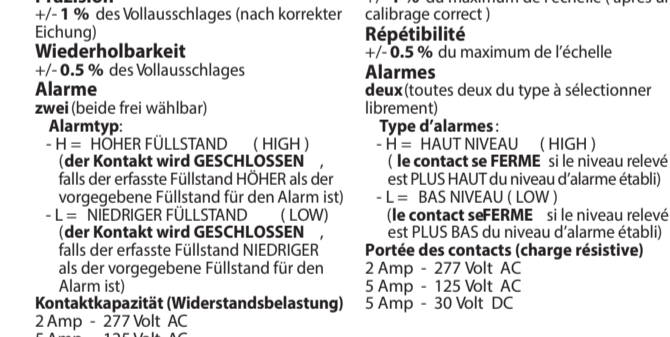 +/- 1 % des Vollausschlages (nach korrekter
Eichung)
Wiederholbarkeit
+/- 0.5 % des Vollausschlages
Alarme
zwei (beide frei wählbar)
Alarmtyp:
- H = HOHER FÜLLSTAND ( HIGH )
(der Kontakt wird GESCHLOSSEN ,
falls der erfasste Füllstand HÖHER als der
vorgegebene Füllstand für den Alarm ist)
- L = NIEDRIGER FÜLLSTAND ( LOW)
(der Kontakt wird GESCHLOSSEN ,
falls der erfasste Füllstand NIEDRIGER
als der vorgegebene Füllstand für den
Alarm ist)
Kontaktkapazität (Widerstandsbelastung)
2 Amp - 277 Volt AC
calibrage correct )
Répétibilité
+/- 0.5 % du maximum de l'échelle
Alarmes
deux (toutes deux du type à sélectionner
librement)
Type d'alarmes :
- H = HAUT NIVEAU ( HIGH )
( le contact se FERME si le niveau relevé
est PLUS HAUT du niveau d'alarme établi)
- L = BAS NIVEAU ( LOW )
(le contact seFERME si le niveau relevé
est PLUS BAS du niveau d'alarme établi)
Portée des contacts (charge résistive)
2 Amp - 277 Volt AC
5 Amp - 125 Volt AC
5 Amp - 30 Volt DC